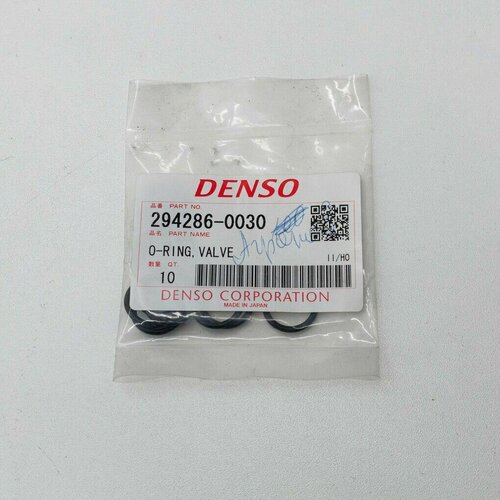 DENSO
品番 PART NO.
294286-0030
品名 PART NAME
O-RING, VALVE
II/HO
数量 QT.
10
DENSO CORPORATION
MADE IN JAPAN